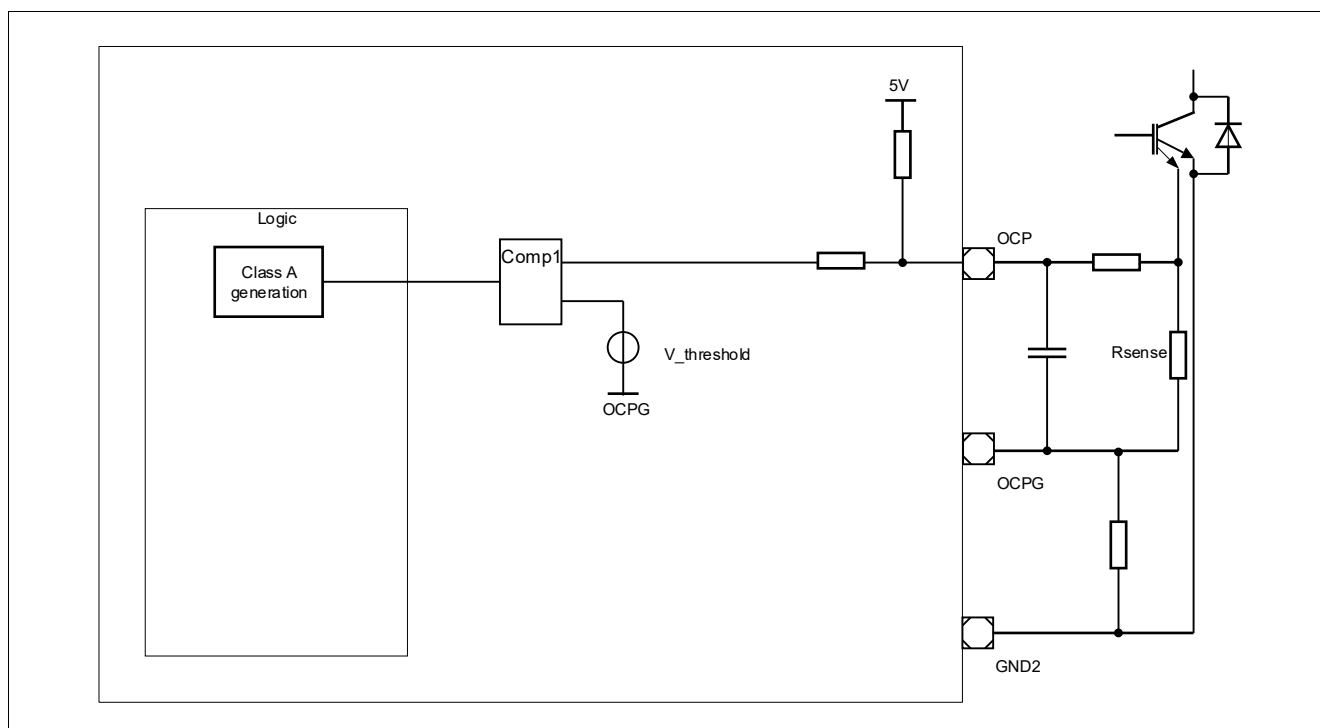 5V
Logic
OCP
Class A
generation
Comp1
Rsense
V_threshold
OCPG
OCPG
GND2